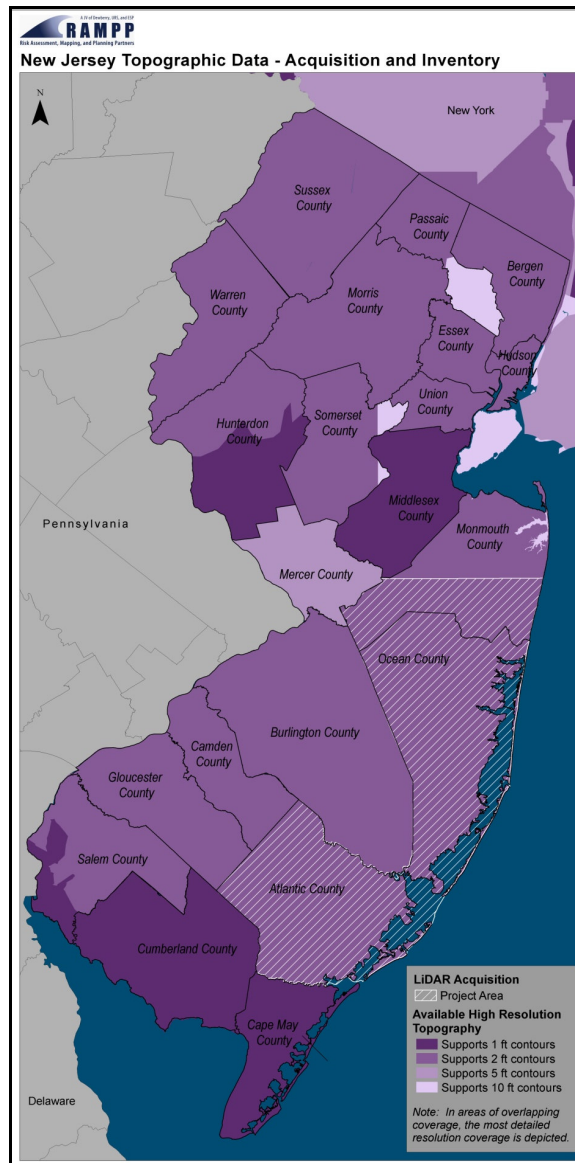 A JV of Dewberry, URS, and ESP
RAMPP
Risk Assessment, Mapping, and Planning Partners
New Jersey Topographic Data - Acquisition and Inventory
N
New York
Sussex
County
Passaic
County
Bergen
County
Warren
County
Morris
County
Essex
County
Hudson
County
Union
County
Hunterdon
County
Somerset
County
Middlesex
County
Pennsylvania
Monmouth
County
Mercer County
Ocean County
Burlington County
Camden
County
Gloucester
County
Salem County
Atlantic County
Cumberland County
Cape May
County
Delaware
LiDAR Acquisition
Project Area
Available High Resolution
Topography
Supports 1 ft contours
Supports 2 ft contours
Supports 5 ft contours
Supports 10 ft contours
Note: In areas of overlapping
coverage, the most detailed
resolution coverage is depicted.